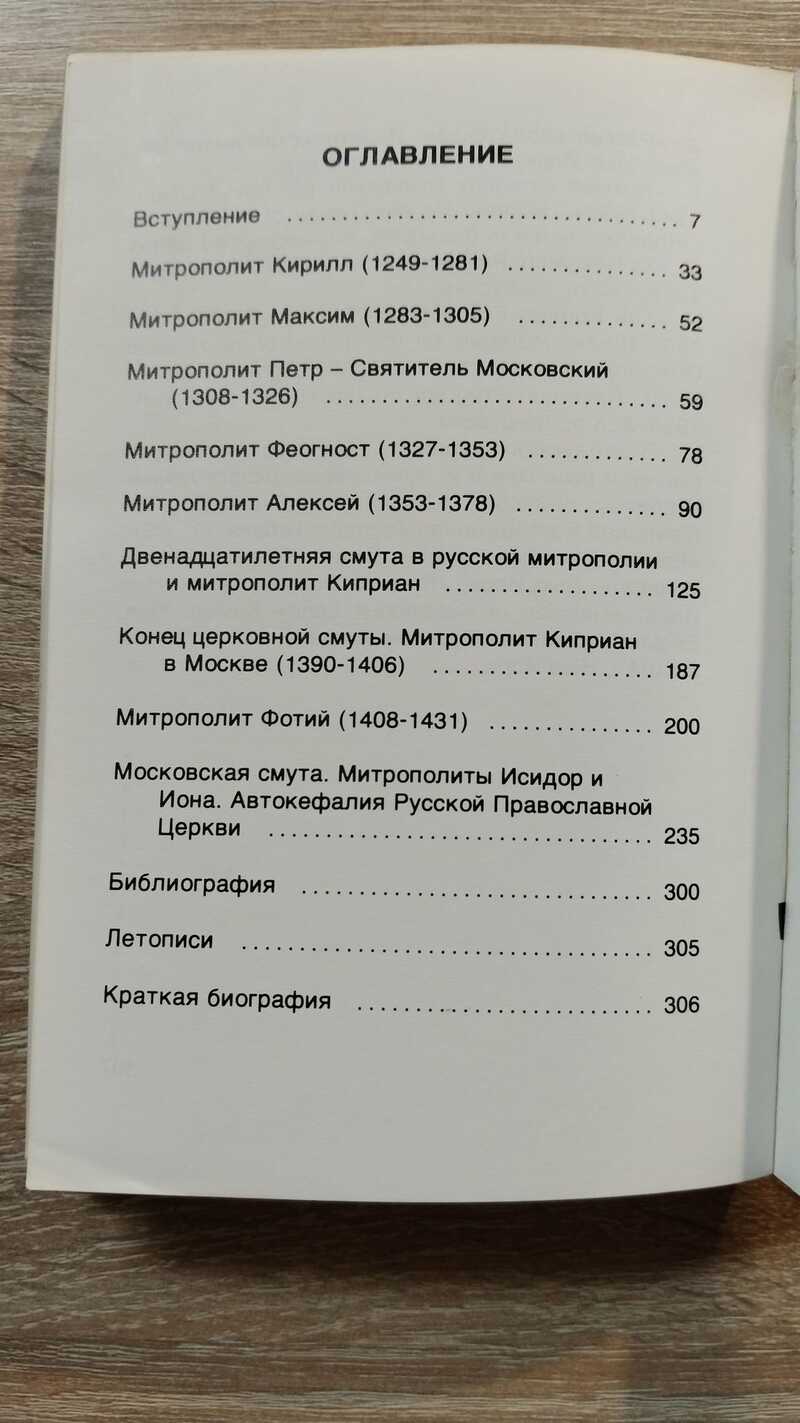 ОГЛАВЛЕНИЕ
Вступление ..................................... 7
Митрополит Кирилл (1249-1281) ............... 33
Митрополит Максим (1283-1305) .............. 52
Митрополит Петр – Святитель Московский
(1308-1326) ................................ 59
Митрополит Феогност (1327-1353) ............. 78
Митрополит Алексей (1353-1378) .............. 90
Двенадцатилетняя смута в русской митрополии
и митрополит Киприан ................... 125
Конец церковной смуты. Митрополит Киприан
в Москве (1390-1406) .................... 187
Митрополит Фотий (1408-1431) ............... 200
Московская смута. Митрополиты Исидор и
Иона. Автокефалия Русской Православной
Церкви .................................... 235
Библиография ................................. 300
Летописи ...................................... 305
Краткая биография ........................... 306